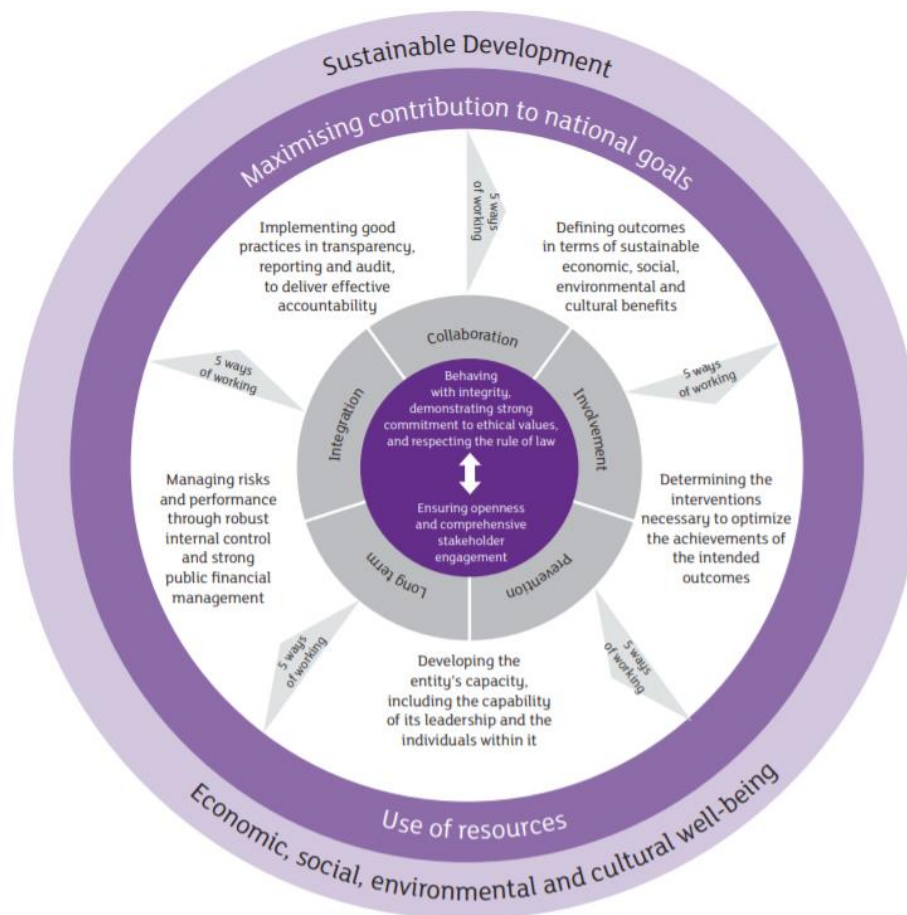 Sustainable Development
Maximising contribution to national goals
5 ways
of working
Implementing good
practices in transparency,
reporting and audit,
to deliver effective
accountability
Defining outcomes
in terms of sustainable
economic, social,
environmental and
cultural benefits
5 ways
of working
5 ways
of working
Collaboration
Integration
Involvement
Behaving
with integrity,
demonstrating strong
commitment to ethical values,
and respecting the rule of law
Ensuring openness
and comprehensive
stakeholder
engagement
Managing risks
and performance
through robust
internal control
and strong
public financial
management
Determining the
interventions
necessary to optimize
the achievements of
the intended
outcomes
Long term
Prevention
5 ways
of working
5 ways
of working
Developing the
entity's capacity,
including the capability
of its leadership and the
individuals within it
Use of resources
Economic, social, environmental and cultural well-being